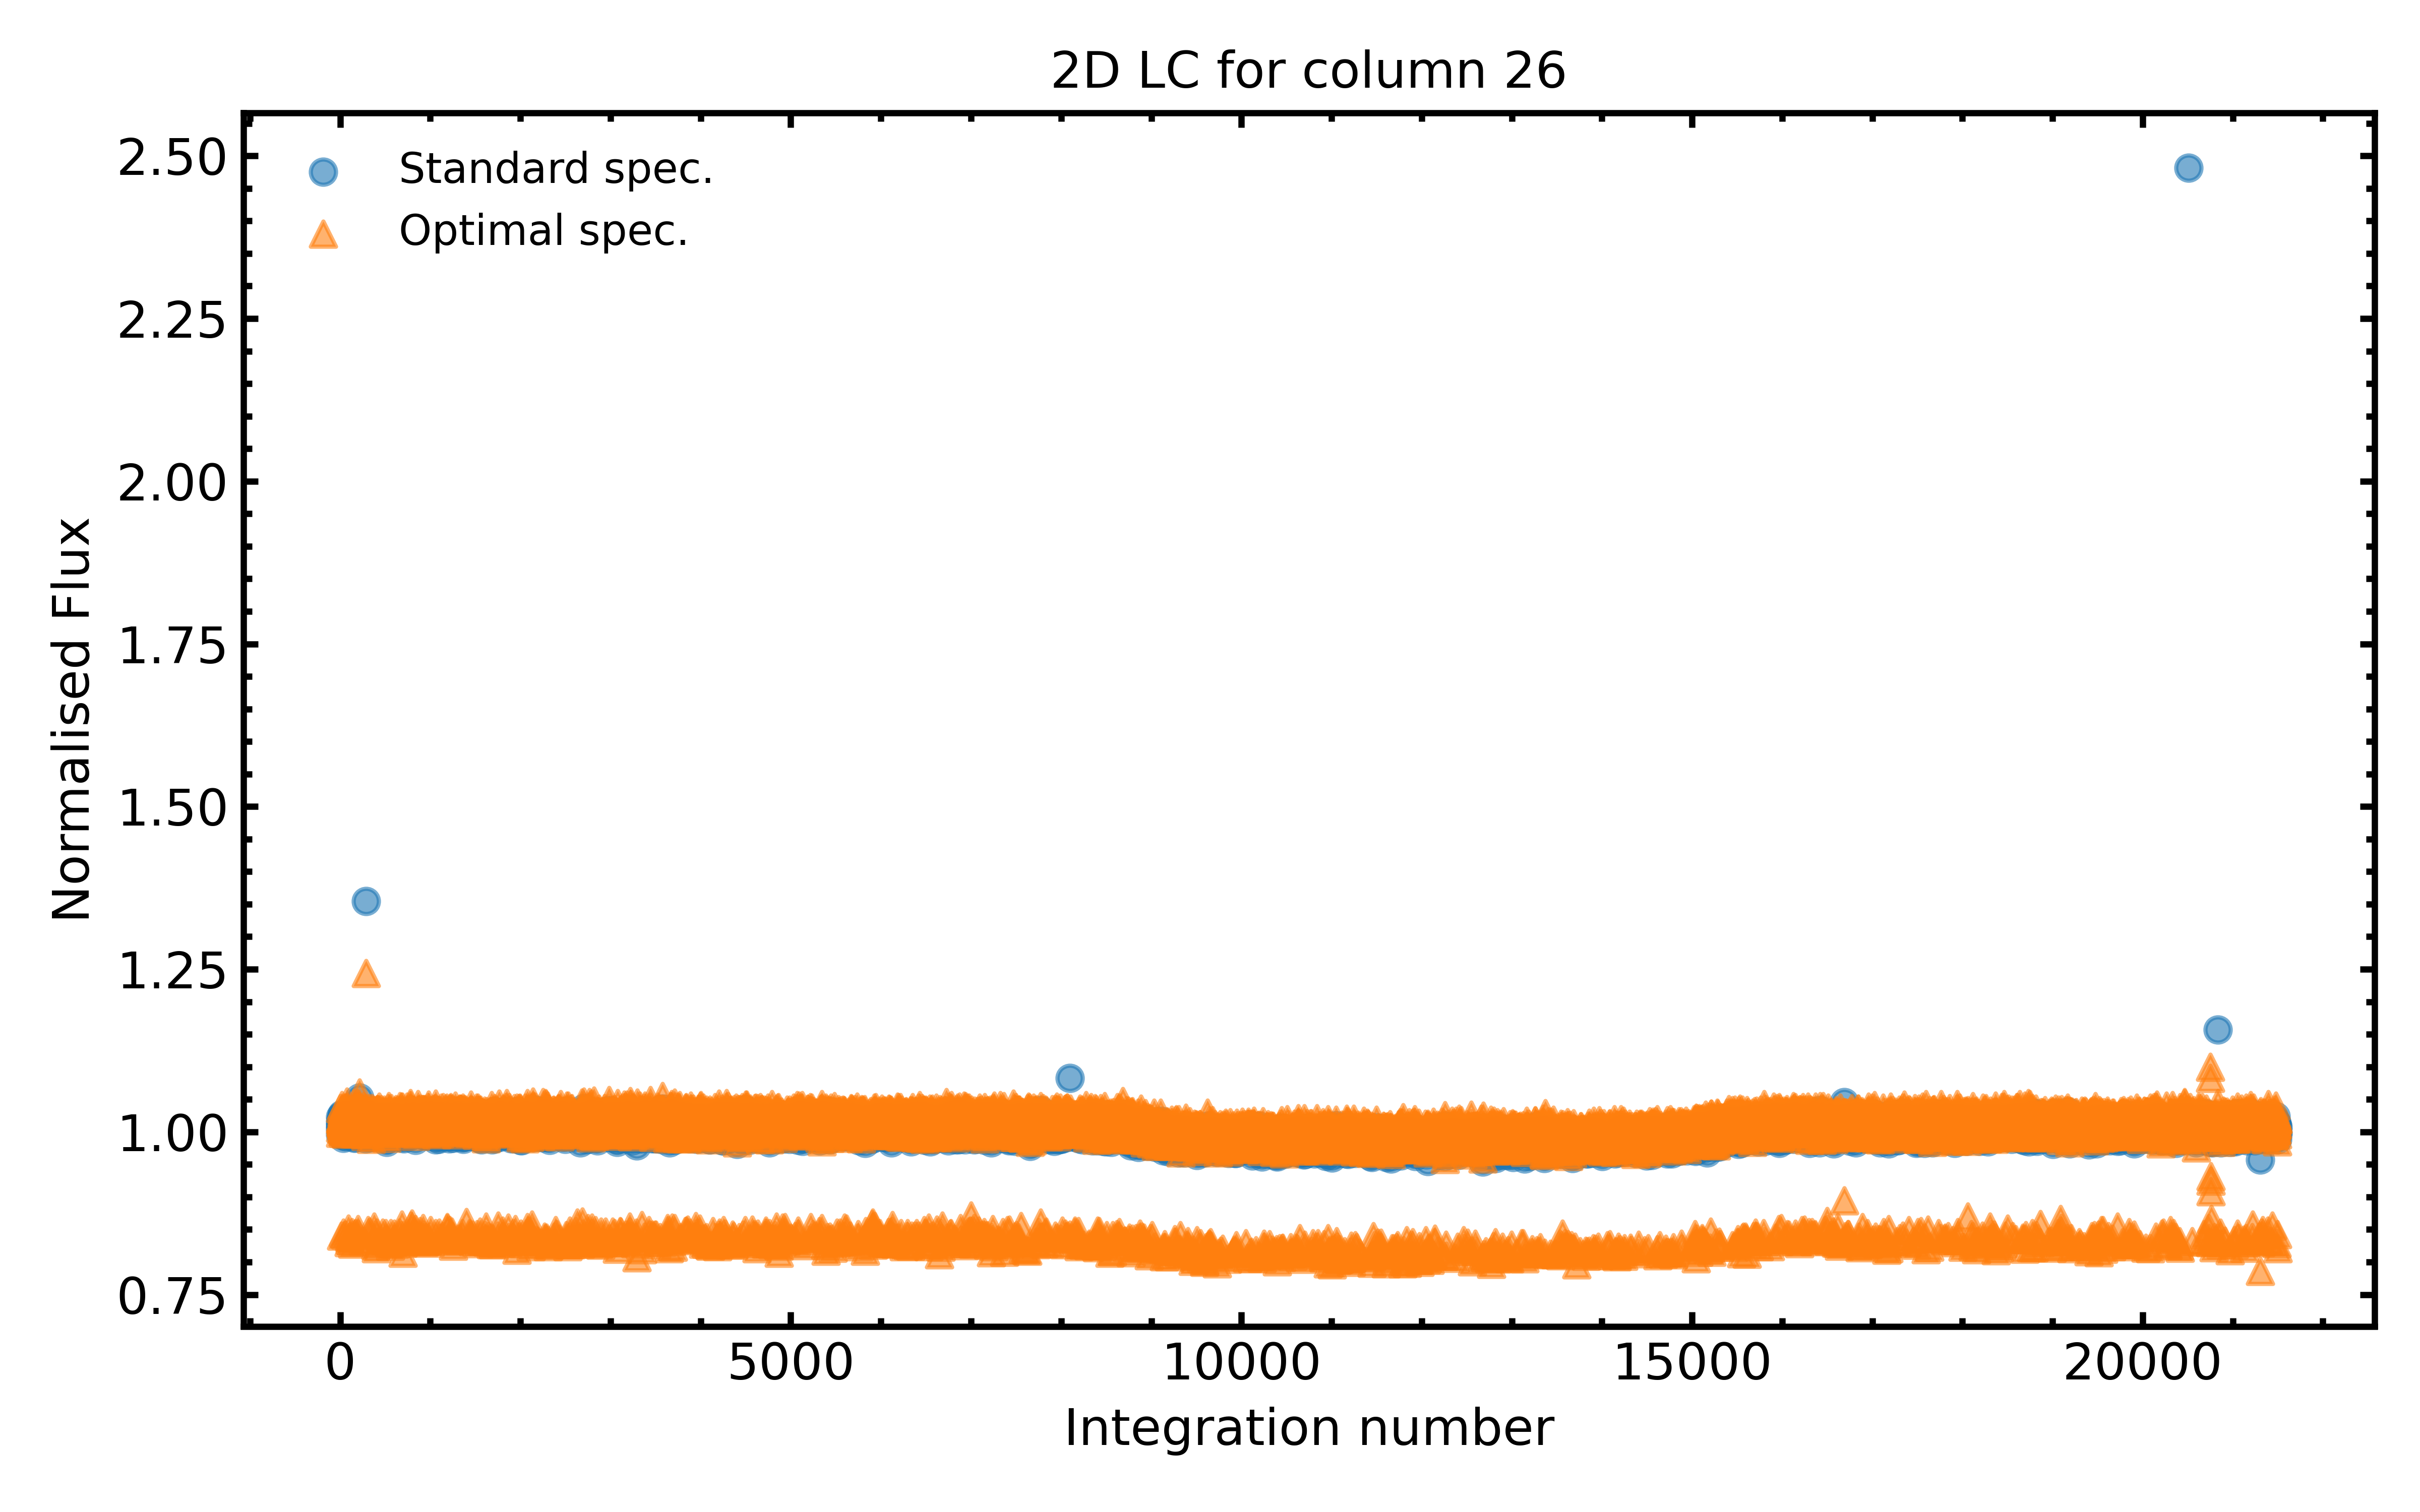 2D LC for column 26
Standard spec.
Optimal spec.
Normalised Flux
2.50
2.25
2.00
1.75
1.50
1.25
1.00
0.75
0 5000 10000 15000 20000
Integration number